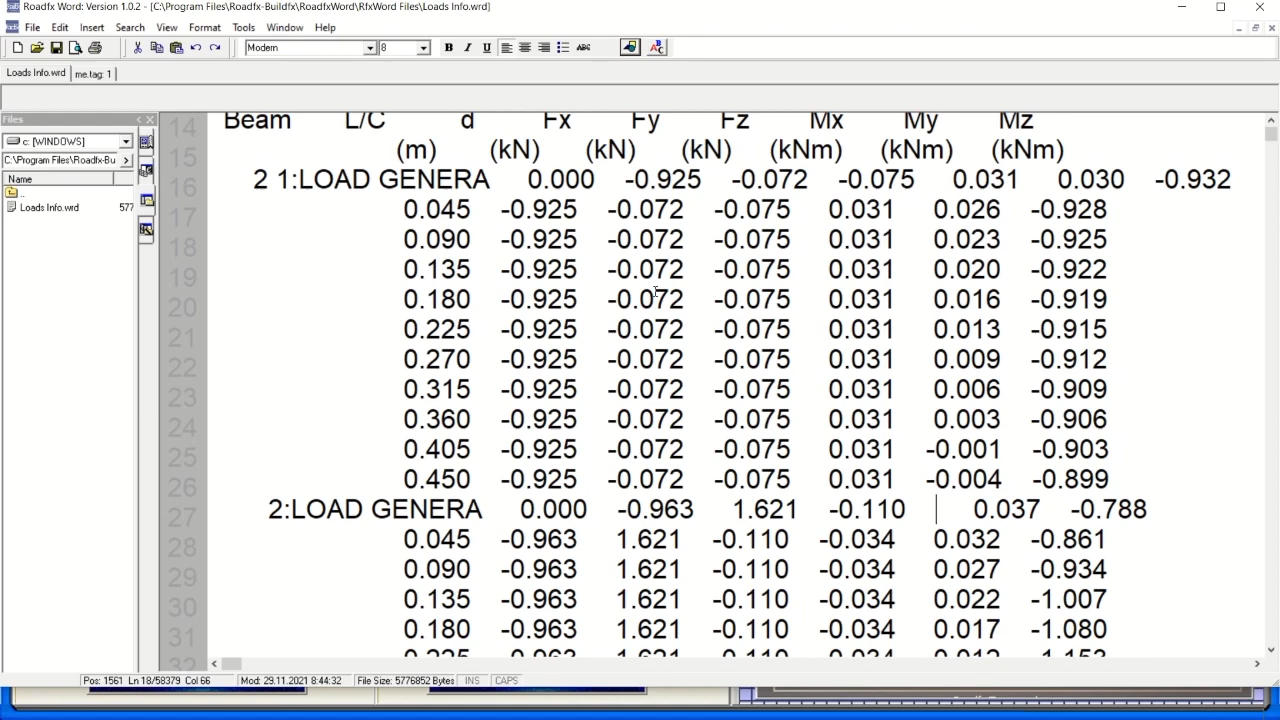 Roadfx Word: Version 1.0.2 - [C:\Program Files\Roadfx-Buildfx\RoadfxWord\RfxWord Files\Loads Info.wrd]
File Edit Insert Search View Format Tools Window Help
Modern 8 B I U ABC
Loads Info.wrd me.tag: 1
Files
c: [WINDOWS]
C:\Program Files\Roadfx-Bu
Name
..
Loads Info.wrd 577
14 Beam L/C d Fx Fy Fz Mx My Mz
15 (m) (kN) (kN) (kN) (kNm) (kNm) (kNm)
16 2 1:LOAD GENERA 0.000 -0.925 -0.072 -0.075 0.031 0.030 -0.932
17 0.045 -0.925 -0.072 -0.075 0.031 0.026 -0.928
18 0.090 -0.925 -0.072 -0.075 0.031 0.023 -0.925
19 0.135 -0.925 -0.072 -0.075 0.031 0.020 -0.922
20 0.180 -0.925 -0.072 -0.075 0.031 0.016 -0.919
21 0.225 -0.925 -0.072 -0.075 0.031 0.013 -0.915
22 0.270 -0.925 -0.072 -0.075 0.031 0.009 -0.912
23 0.315 -0.925 -0.072 -0.075 0.031 0.006 -0.909
24 0.360 -0.925 -0.072 -0.075 0.031 0.003 -0.906
25 0.405 -0.925 -0.072 -0.075 0.031 -0.001 -0.903
26 0.450 -0.925 -0.072 -0.075 0.031 -0.004 -0.899
27 2:LOAD GENERA 0.000 -0.963 1.621 -0.110 0.037 -0.788
28 0.045 -0.963 1.621 -0.110 -0.034 0.032 -0.861
29 0.090 -0.963 1.621 -0.110 -0.034 0.027 -0.934
30 0.135 -0.963 1.621 -0.110 -0.034 0.022 -1.007
31 0.180 -0.963 1.621 -0.110 -0.034 0.017 -1.080
32 0.225 -0.963 1.621 -0.110 -0.034 0.012 -1.153
Pos: 1561 Ln 18/58379 Col 66 Mod: 29.11.2021 8:44:32 File Size: 5776852 Bytes INS CAPS